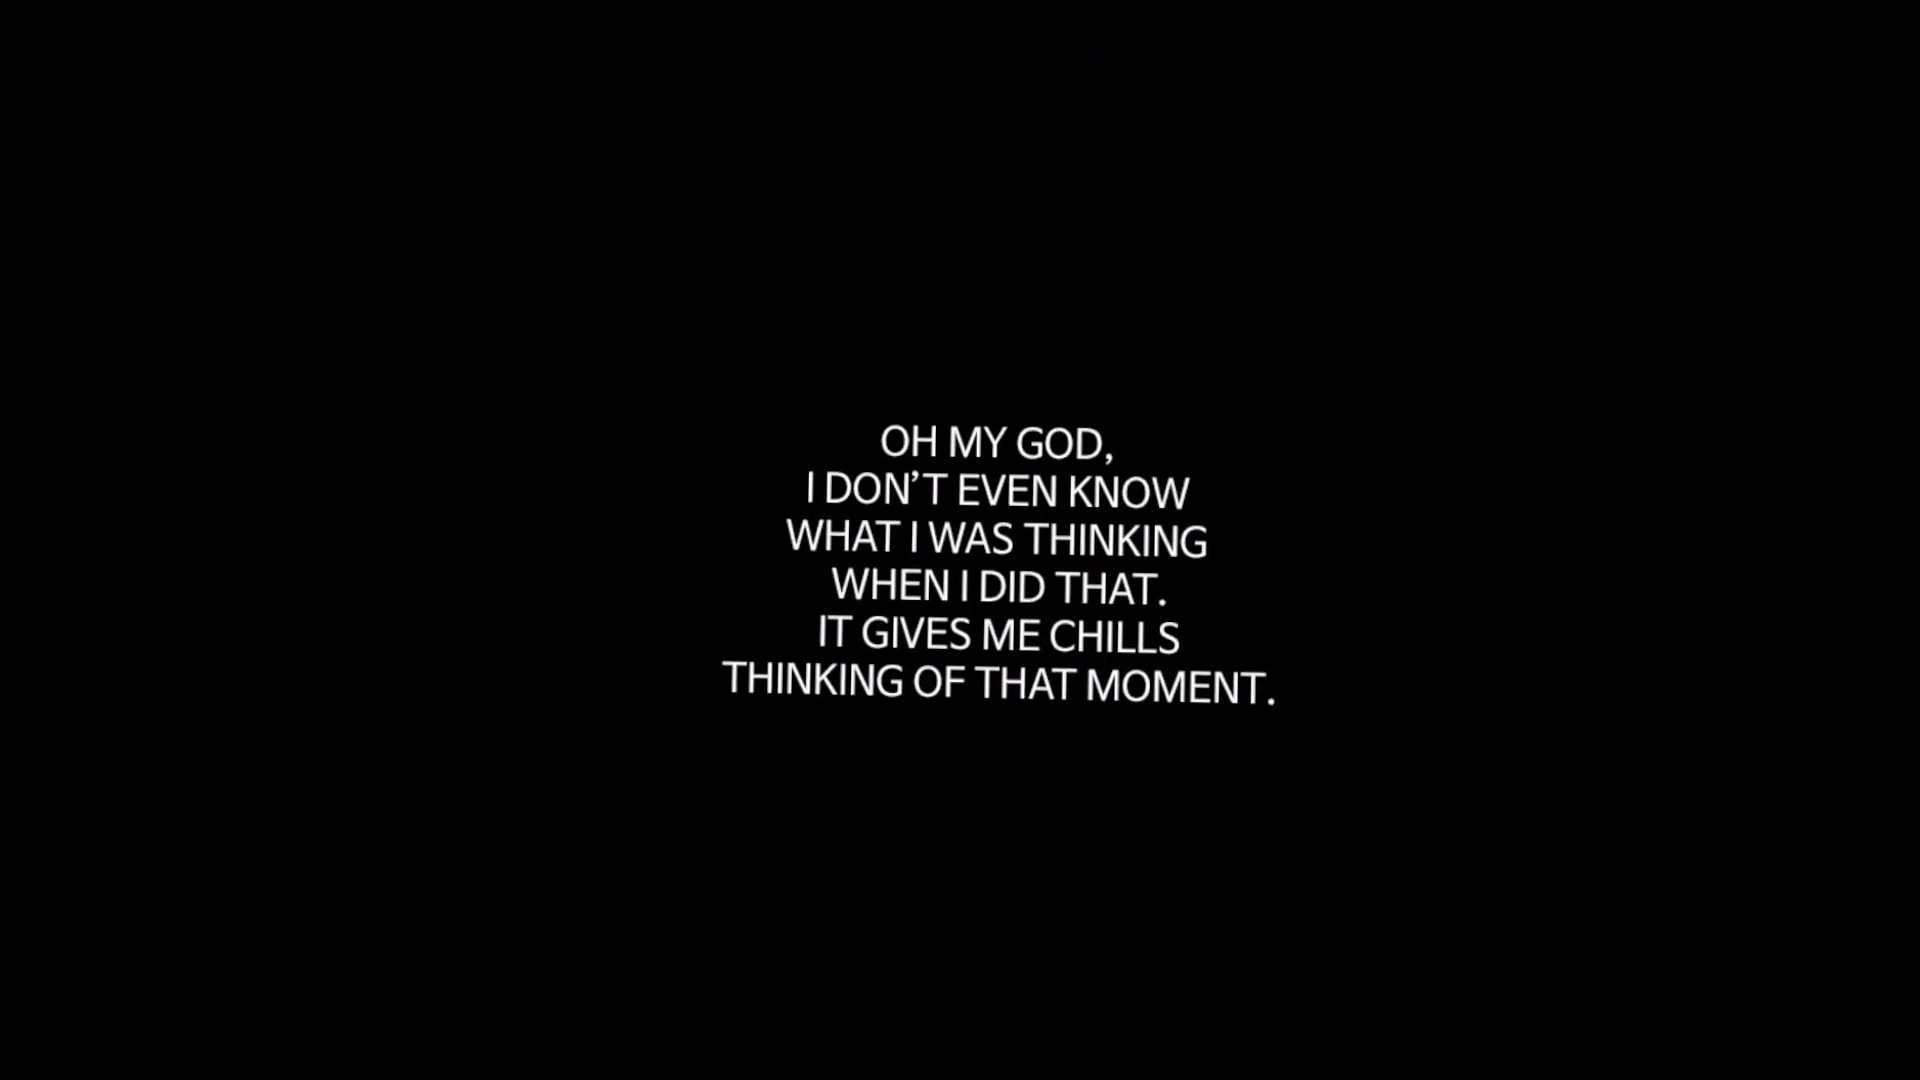 OH MY GOD,
I DON’T EVEN KNOW
WHAT I WAS THINKING
WHEN I DID THAT.
IT GIVES ME CHILLS
THINKING OF THAT MOMENT.